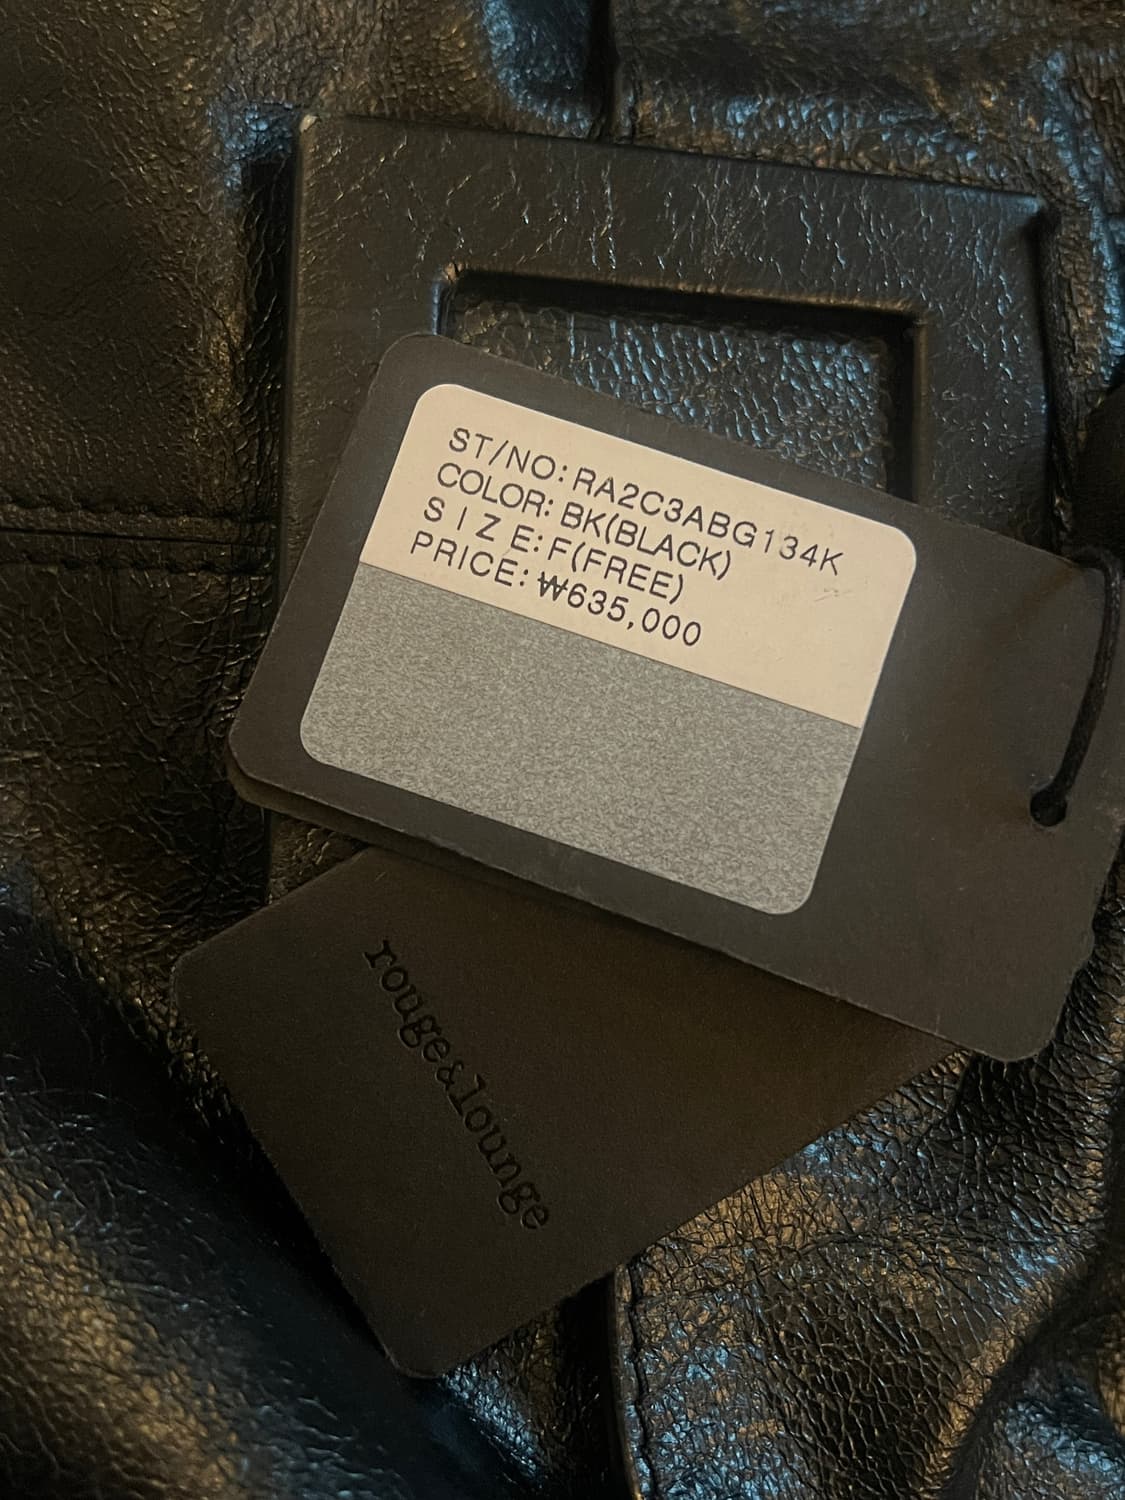 ST/NO: RA2C3ABG134K
COLOR: BK(BLACK)
S I Z E: F(FREE)
PRICE: ₩635,000
rouge&lounge